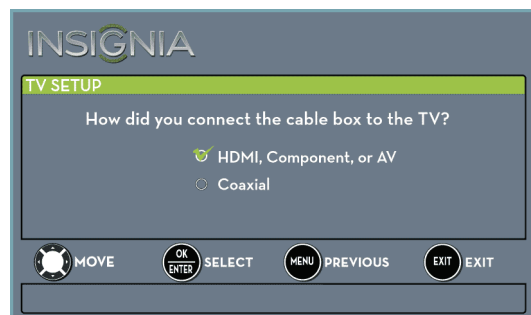 INSIGNIA
TV SETUP
How did you connect the cable box to the TV?
HDMI, Component, or AV
Coaxial
MOVE OK ENTER SELECT MENU PREVIOUS EXIT EXIT